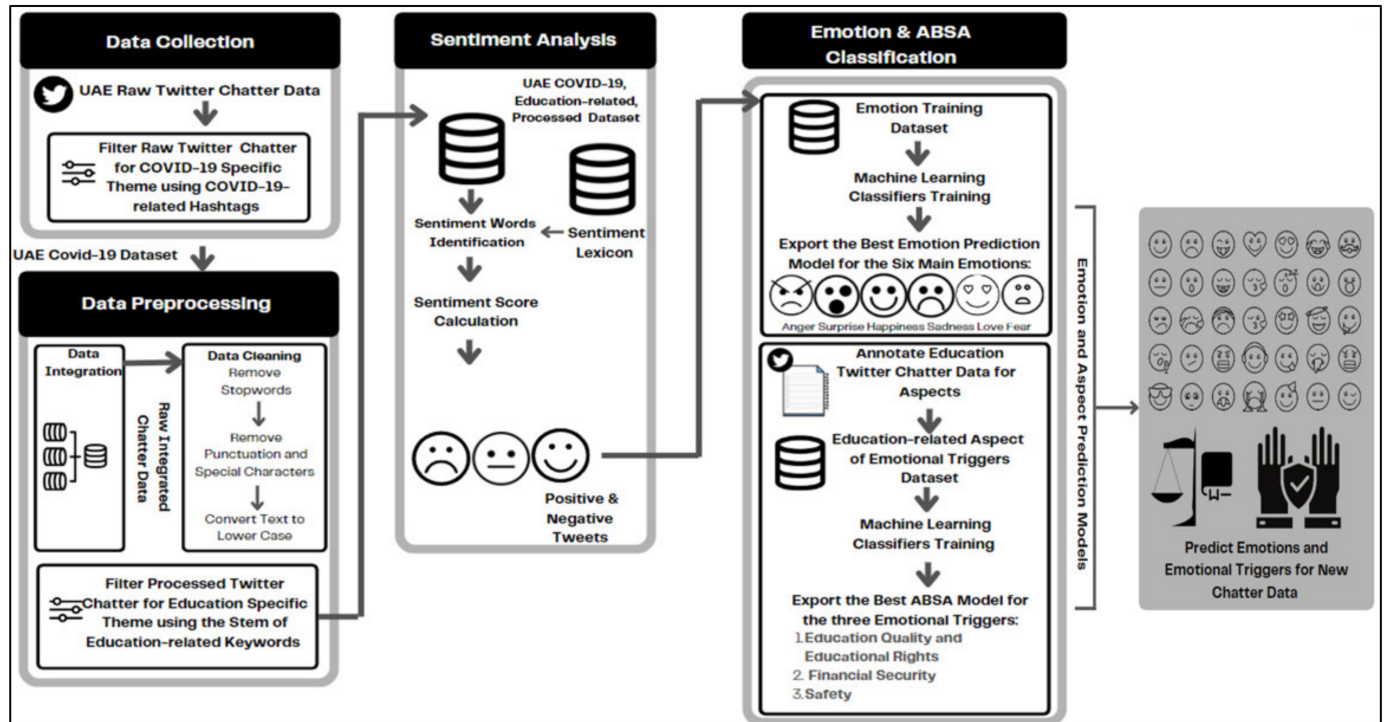 Data Collection
UAE Raw Twitter Chatter Data
Filter Raw Twitter Chatter
for COVID-19 Specific
Theme using COVID-19-
related Hashtags
UAE Covid-19 Dataset
Data Preprocessing
Data
Integration
Raw Integrated
Chatter Data
Data Cleaning
Remove
Stopwords
Remove
Punctuation and
Special Characters
Convert Text to
Lower Case
Filter Processed Twitter
Chatter for Education Specific
Theme using the Stem of
Education-related Keywords
Sentiment Analysis
UAE COVID-19,
Education-related,
Processed Dataset
Sentiment Words
Identification
Sentiment
Lexicon
Sentiment Score
Calculation
Positive &
Negative
Tweets
Emotion & ABSA
Classification
Emotion Training
Dataset
Machine Learning
Classifiers Training
Export the Best Emotion Prediction
Model for the Six Main Emotions:
Anger Surprise Happiness Sadness Love Fear
Annotate Education
Twitter Chatter Data for
Aspects
Education-related Aspect
of Emotional Triggers
Dataset
Machine Learning
Classifiers Training
Export the Best ABSA Model for
the three Emotional Triggers:
1.Education Quality and
Educational Rights
2. Financial Security
3.Safety
Emotion and Aspect Prediction Models
Predict Emotions and
Emotional Triggers for New
Chatter Data